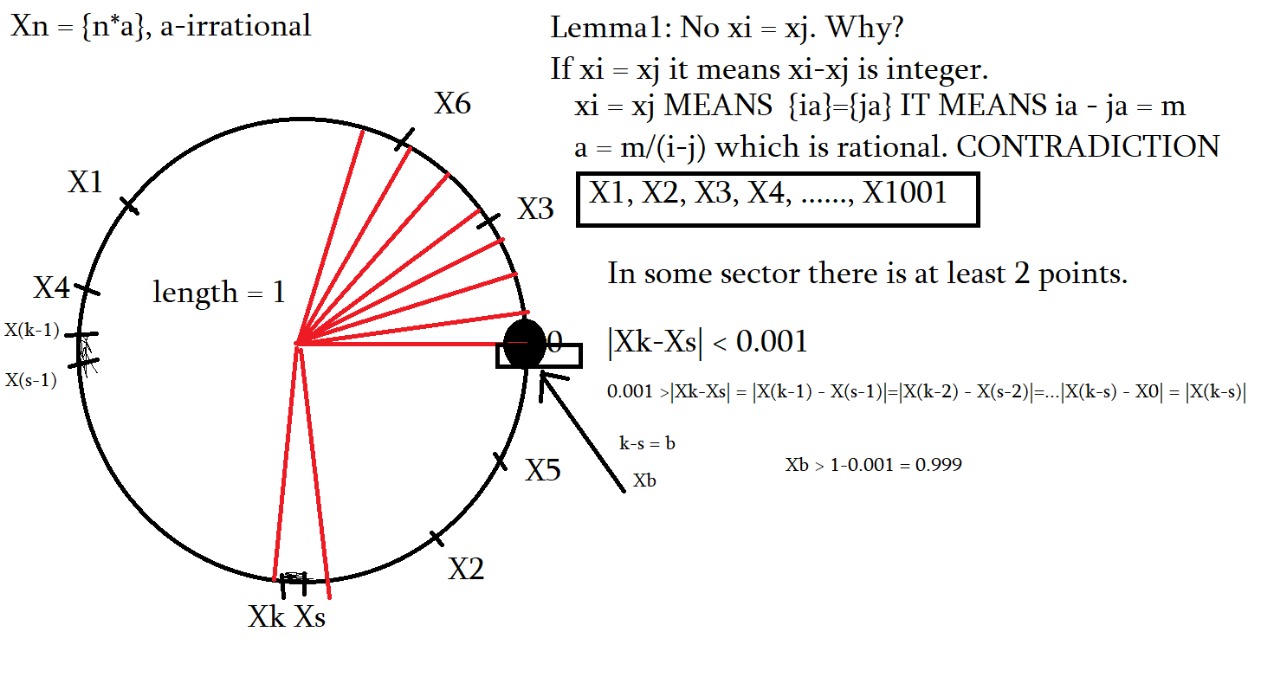 Xn = {n*a}, a-irrational
Lemma1: No xi = xj. Why?
If xi = xj it means xi-xj is integer.
xi = xj MEANS {ia}={ja} IT MEANS ia - ja = m
a = m/(i-j) which is rational. CONTRADICTION
X1, X2, X3, X4, ......, X1001
In some sector there is at least 2 points.
|Xk-Xs| < 0.001
0.001 >|Xk-Xs| = |X(k-1) - X(s-1)|=|X(k-2) - X(s-2)|=...|X(k-s) - X0| = |X(k-s)|
k-s = b
Xb
Xb > 1-0.001 = 0.999
X6
X1
X3
X4
length = 1
X(k-1)
0
X(s-1)
X5
X2
Xk Xs